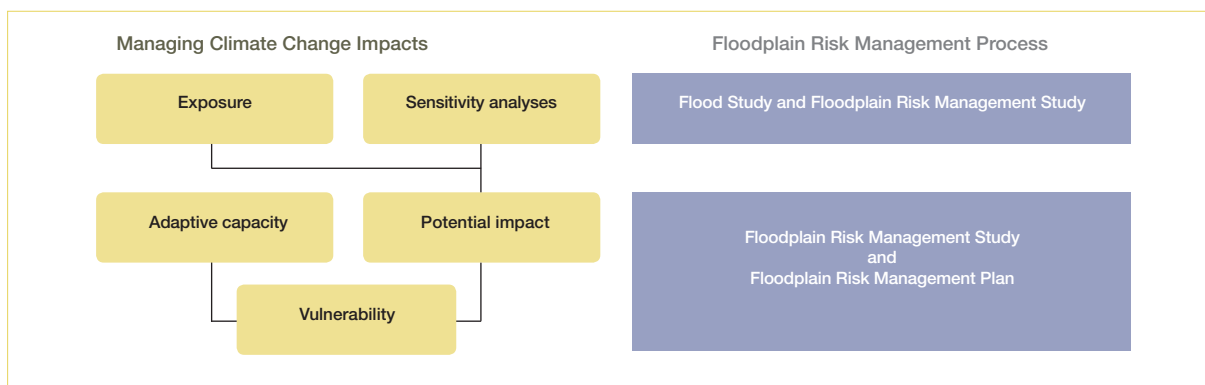 Managing Climate Change Impacts
Floodplain Risk Management Process
Exposure
Sensitivity analyses
Flood Study and Floodplain Risk Management Study
Adaptive capacity
Potential impact
Floodplain Risk Management Study
and
Floodplain Risk Management Plan
Vulnerability